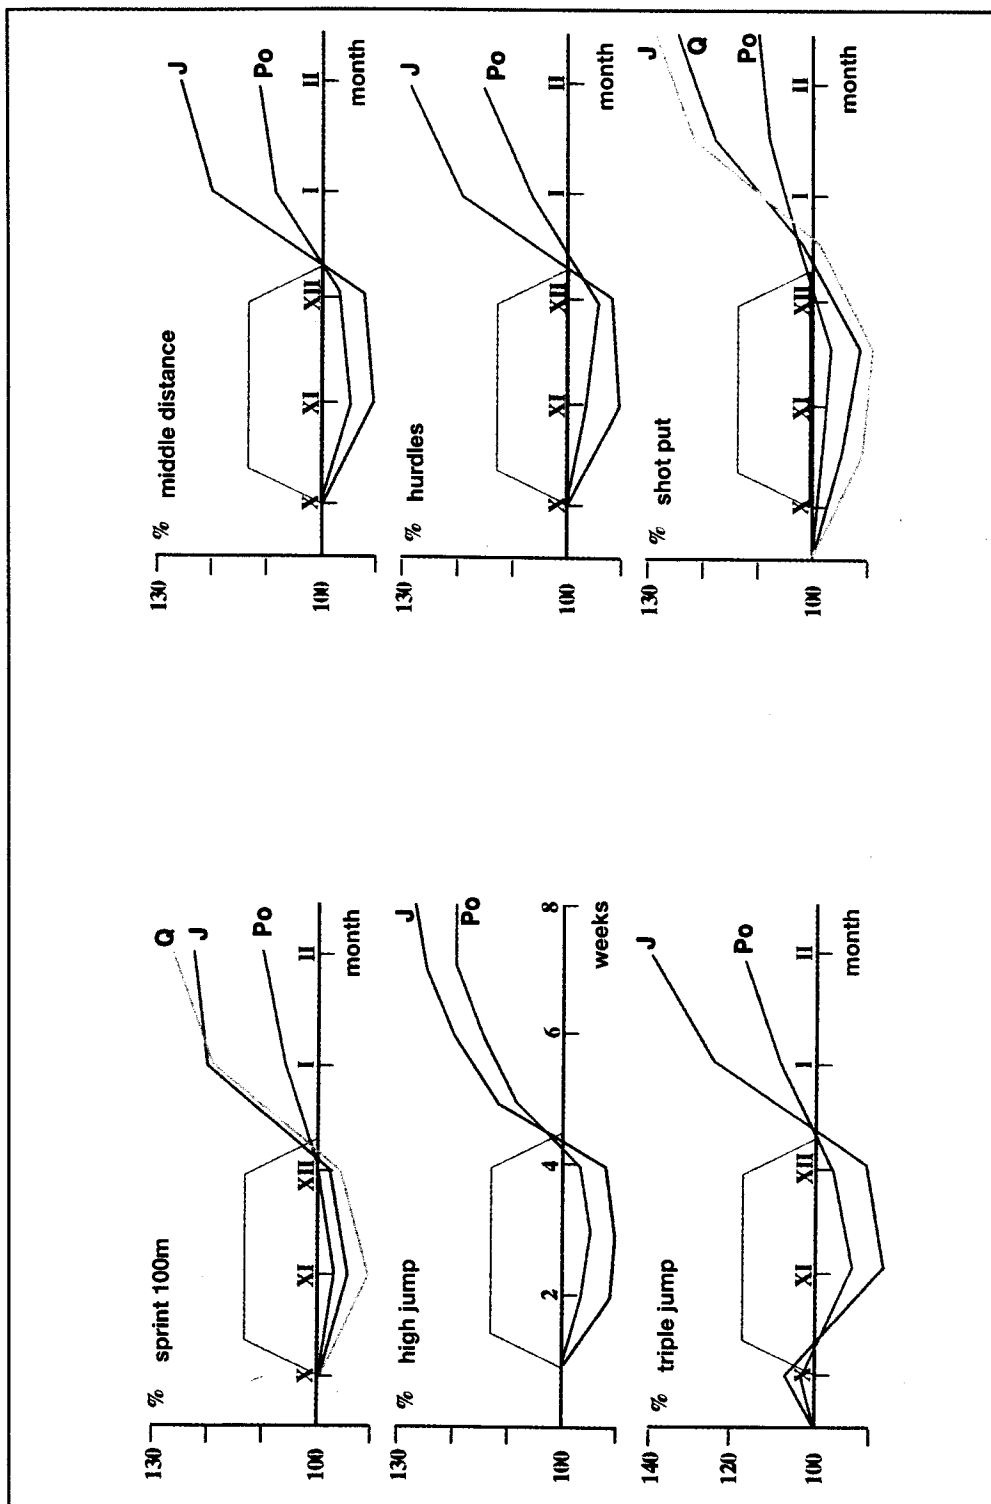 % sprint 100m
130
100
X XI XII I II
month
Q
J
Po
% high jump
130
100
2 4 6 8
weeks
J
Po
% triple jump
140
120
100
X XI XII I II
month
J
Po
% middle distance
130
100
X XI XII I II
month
J
Po
% hurdles
130
100
X XI XII I II
month
J
Po
% shot put
130
100
X XI XII I II
month
J
Q
Po